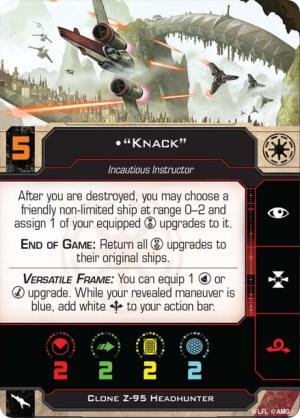 5
•“Knack”
Incautious Instructor
After you are destroyed, you may choose a
friendly non-limited ship at range 0–2 and
assign 1 of your equipped upgrades to it.
End of Game: Return all upgrades to
their original ships.
Versatile Frame: You can equip 1 or
upgrade. While your revealed maneuver is
blue, add white to your action bar.
2 2 2 2
Clone Z-95 Headhunter
©LFL ©AMG